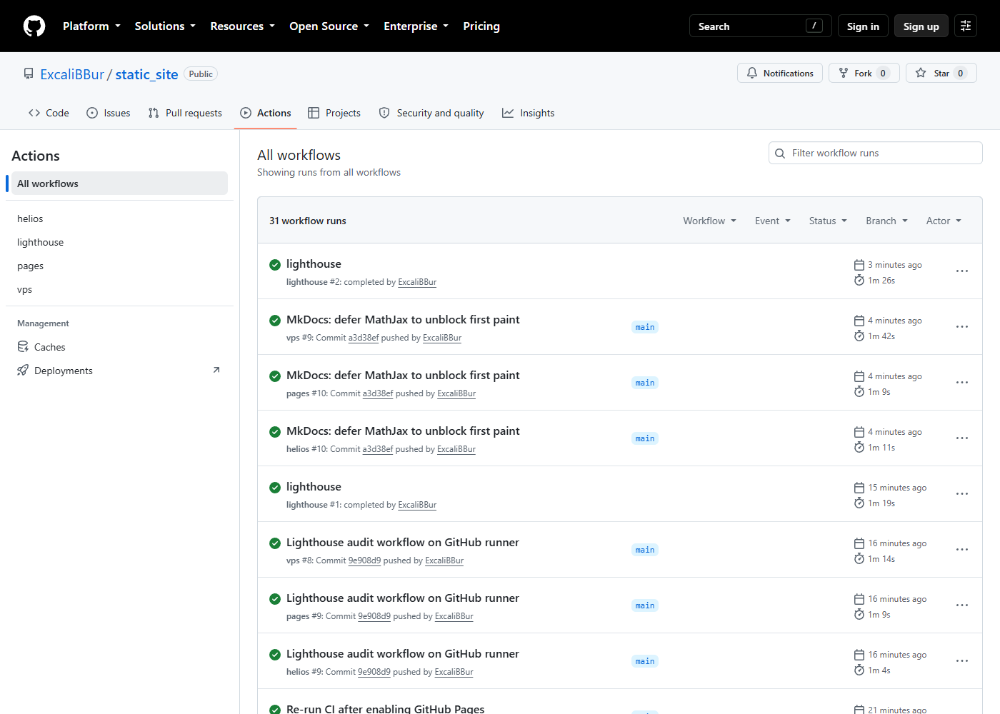 Platform Solutions Resources Open Source Enterprise Pricing Search / Sign in Sign up
ExcaliBBur / static_site Public Notifications Fork 0 Star 0
Code Issues Pull requests Actions Projects Security and quality Insights
Actions
All workflows
helios
lighthouse
pages
vps
Management
Caches
Deployments
All workflows
Showing runs from all workflows
Filter workflow runs
31 workflow runs Workflow Event Status Branch Actor
lighthouse
lighthouse #2: completed by ExcaliBBur
3 minutes ago
1m 26s
MkDocs: defer MathJax to unblock first paint
vps #9: Commit a3d38ef pushed by ExcaliBBur
main
4 minutes ago
1m 42s
MkDocs: defer MathJax to unblock first paint
pages #10: Commit a3d38ef pushed by ExcaliBBur
main
4 minutes ago
1m 9s
MkDocs: defer MathJax to unblock first paint
helios #10: Commit a3d38ef pushed by ExcaliBBur
main
4 minutes ago
1m 11s
lighthouse
lighthouse #1: completed by ExcaliBBur
15 minutes ago
1m 19s
Lighthouse audit workflow on GitHub runner
vps #8: Commit 9e908d9 pushed by ExcaliBBur
main
16 minutes ago
1m 14s
Lighthouse audit workflow on GitHub runner
pages #9: Commit 9e908d9 pushed by ExcaliBBur
main
16 minutes ago
1m 9s
Lighthouse audit workflow on GitHub runner
helios #9: Commit 9e908d9 pushed by ExcaliBBur
main
16 minutes ago
1m 4s
Re-run CI after enabling GitHub Pages
21 minutes ago